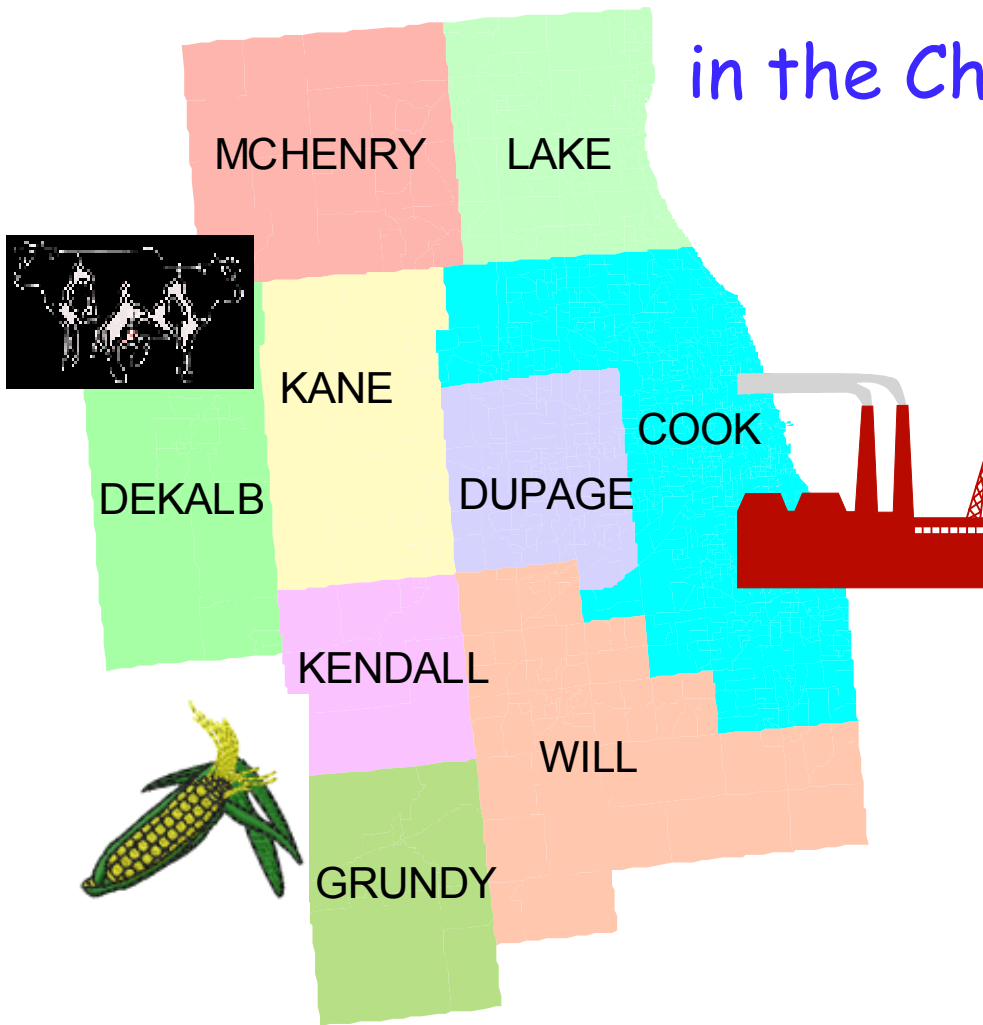 in the Ch
MCHENRY
LAKE
KANE
COOK
DEKALB
DUPAGE
KENDALL
WILL
GRUNDY